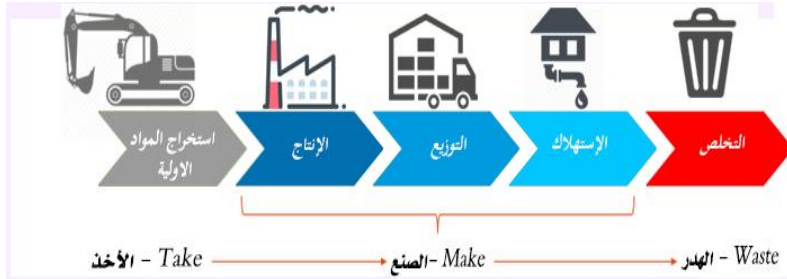 استخراج المواد
الاولية
الإنتاج
التوزيع
الإستهلاك
التخلص
الأخذ – Take
الصنع –Make
الهدر – Waste